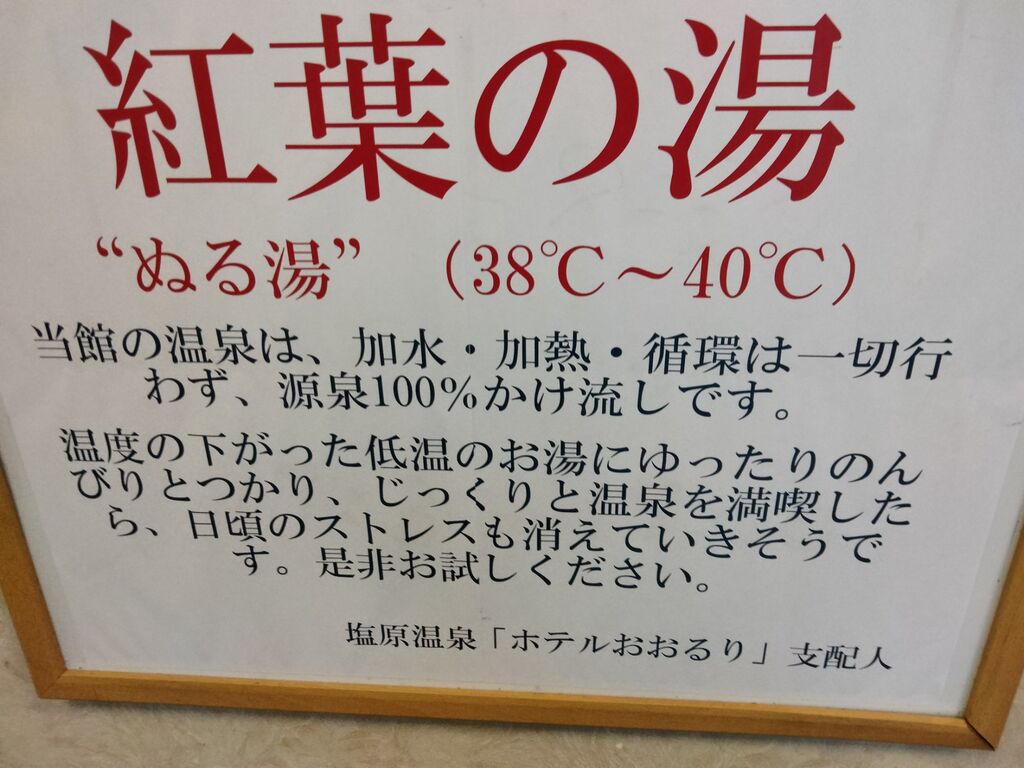 紅葉の湯
“ぬる湯” （38℃～40℃）
当館の温泉は、加水・加熱・循環は一切行
わず、源泉100%かけ流しです。
温度の下がった低温のお湯にゆったりのん
びりとつかり、じっくりと温泉を満喫した
ら、日頃のストレスも消えていきそうで
す。是非お試しください。
塩原温泉「ホテルおおるり」支配人